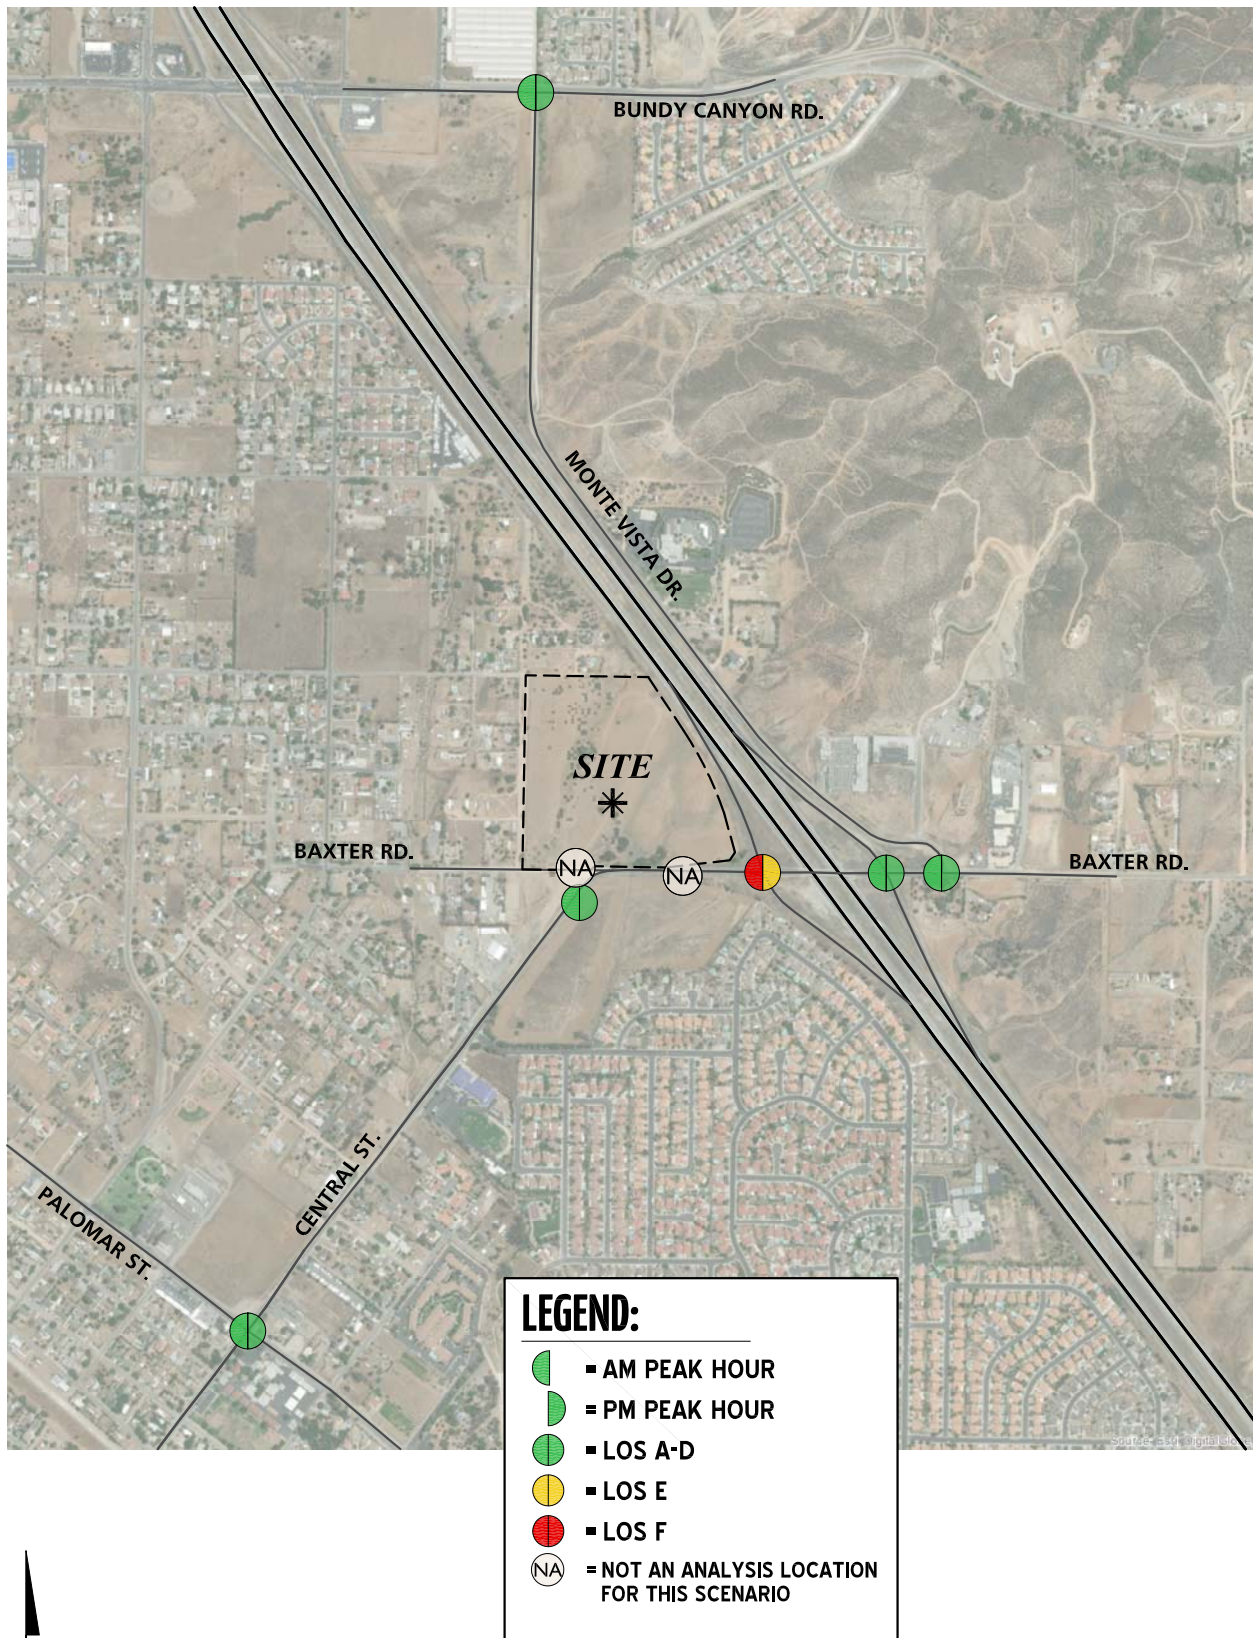 BUNDY CANYON RD.
MONTE VISTA DR.
SITE
BAXTER RD.
NA
NA
BAXTER RD.
CENTRAL ST.
PALOMAR ST.
LEGEND:
= AM PEAK HOUR
= PM PEAK HOUR
= LOS A-D
= LOS E
= LOS F
NA = NOT AN ANALYSIS LOCATION
FOR THIS SCENARIO